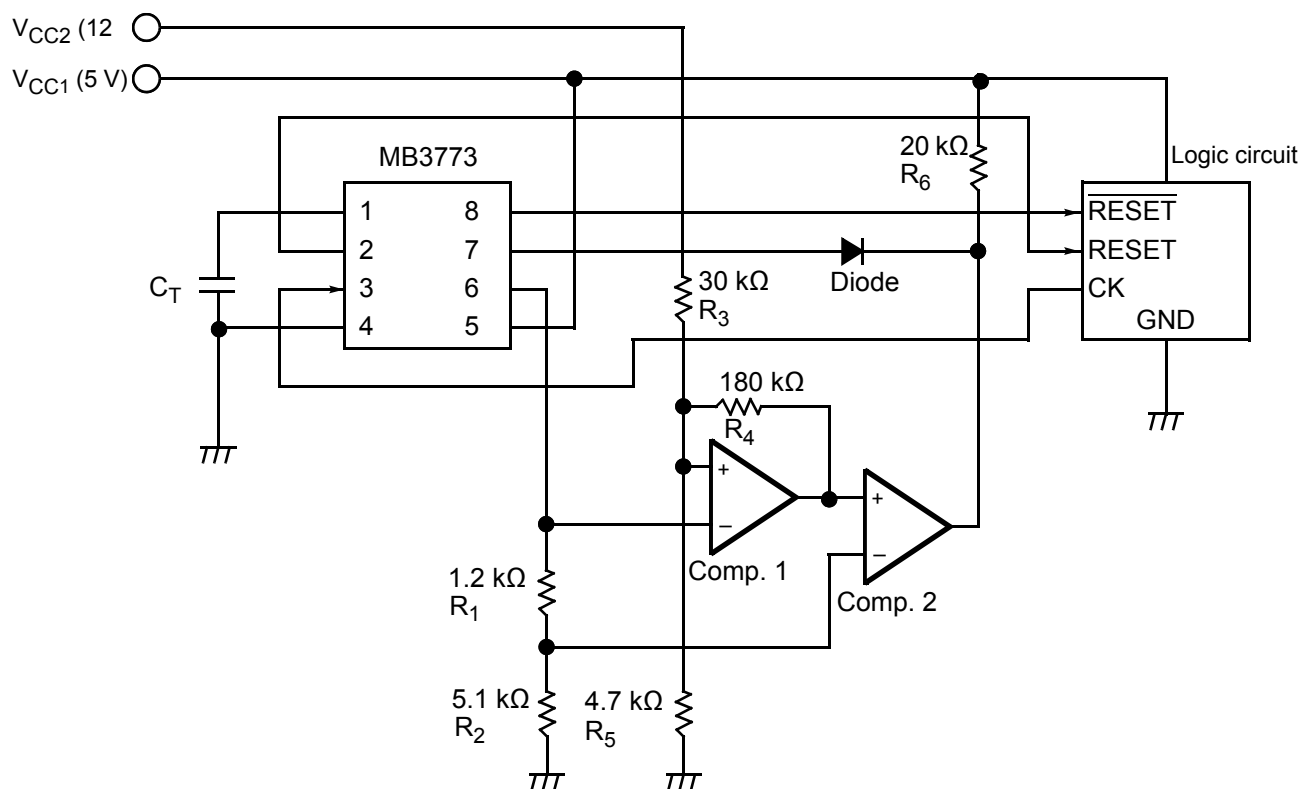 VCC2 (12
VCC1 (5 V)
MB3773
20 kΩ
R6
Logic circuit
1 8
2 7
3 6
4 5
RESET
RESET
CK
GND
CT
Diode
30 kΩ
R3
180 kΩ
R4
+
−
Comp. 1
+
−
Comp. 2
1.2 kΩ
R1
5.1 kΩ
R2
4.7 kΩ
R5